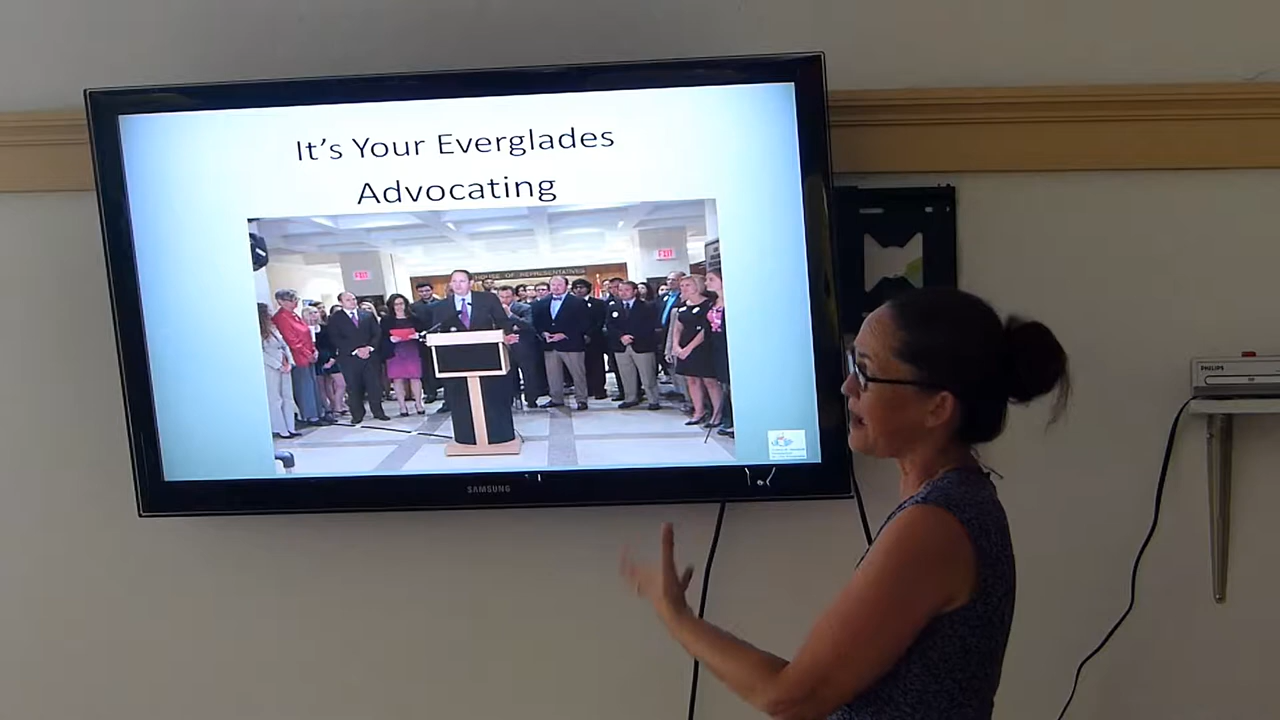 It's Your Everglades
Advocating
EXIT
EXIT
HOUSE OF REPRESENTATIVES
SAMSUNG
PHILIPS